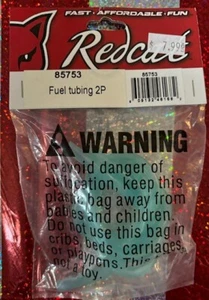 FAST · AFFORDABLE · FUN
Redcat
7.99
85753
85753
Fuel tubing 2P
WARNING
To avoid danger of
suffocation, keep this
plastic bag away from
babies and children.
Do not use this bag in
cribs, beds, carriages,
or playpens. This
not a toy.